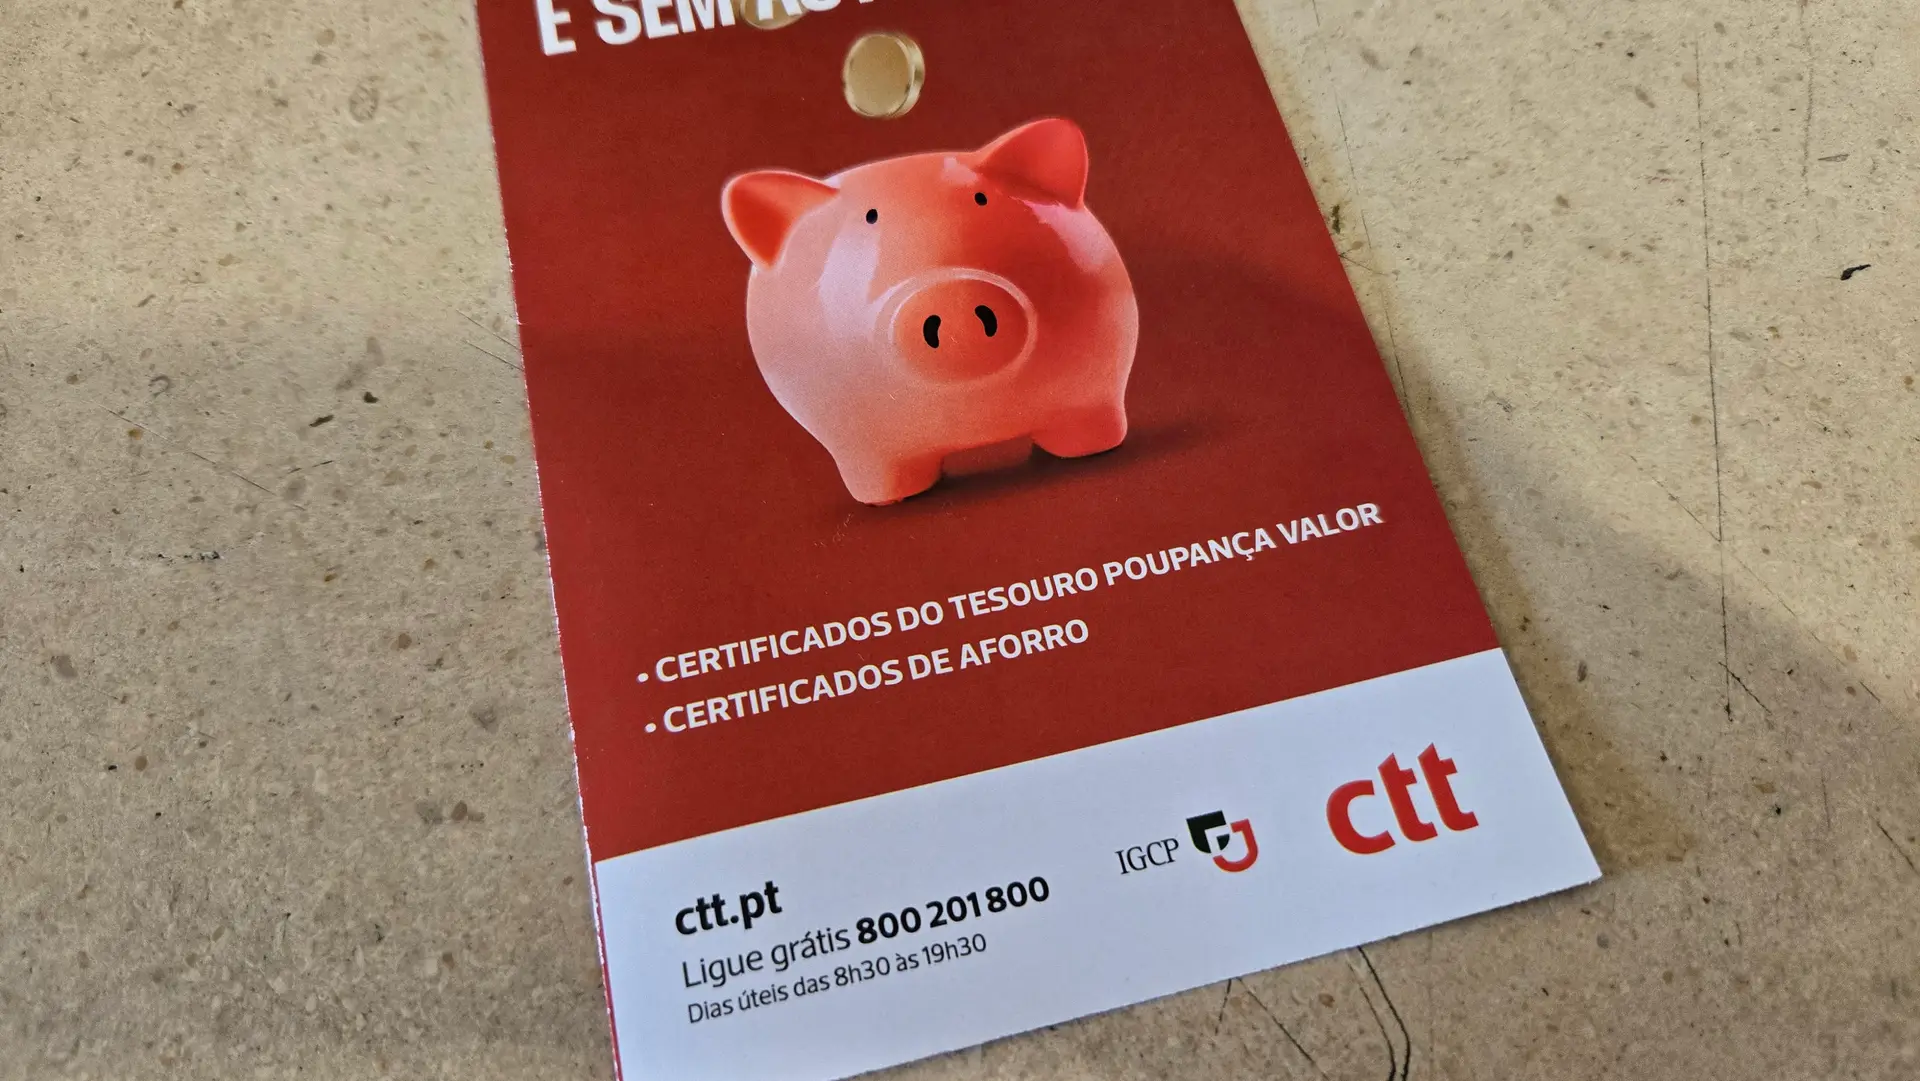 E SEM
• CERTIFICADOS DO TESOURO POUPANÇA VALOR
• CERTIFICADOS DE AFORRO
ctt.pt
Ligue grátis 800 201 800
Dias úteis das 8h30 às 19h30
IGCP
ctt